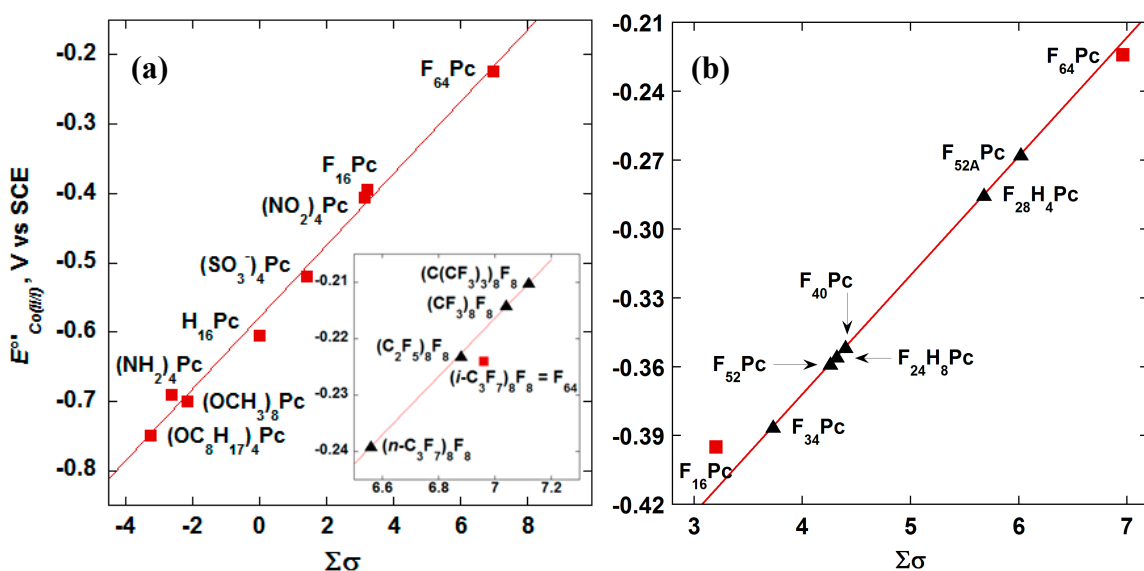 (a)
E°'Co(II/I), V vs SCE
-0.2
-0.3
-0.4
-0.5
-0.6
-0.7
-0.8
F64Pc
F16Pc
(NO2)4Pc
(SO3-)4Pc
H16Pc
(NH2)4Pc
(OCH3)8Pc
(OC8H17)4Pc
-4 -2 0 2 4 6 8
Σσ
-0.21
-0.22
-0.23
-0.24
(C(CF3)3)8F8
(CF3)8F8
(C2F5)8F8
(i-C3F7)8F8 = F64
(n-C3F7)8F8
6.6 6.8 7 7.2
(b)
-0.21
-0.24
-0.27
-0.30
-0.33
-0.36
-0.39
-0.42
F64Pc
F52APc
F28H4Pc
F40Pc
F52Pc
F24H8Pc
F34Pc
F16Pc
3 4 5 6 7
Σσ